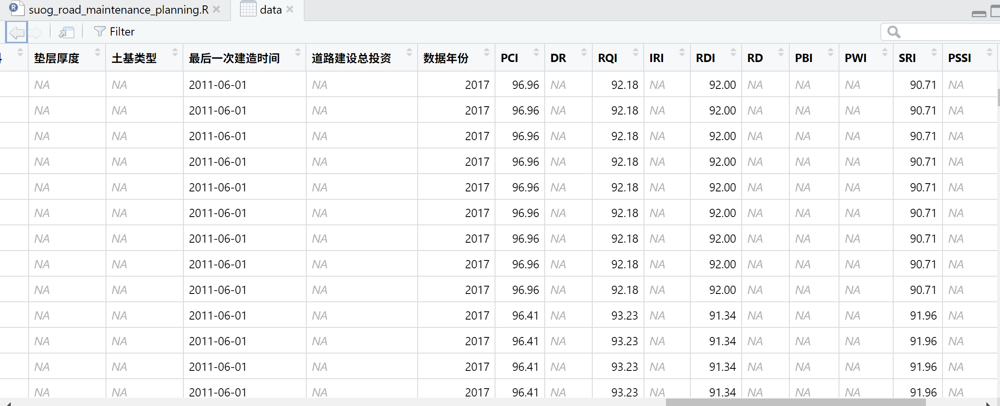 suog_road_maintenance_planning.R data
Filter
垫层厚度 土基类型 最后一次建造时间 道路建设总投资 数据年份 PCI DR RQI IRI RDI RD PBI PWI SRI PSSI
NA NA 2011-06-01 NA 2017 96.96 NA 92.18 NA 92.00 NA NA NA 90.71 NA
NA NA 2011-06-01 NA 2017 96.96 NA 92.18 NA 92.00 NA NA NA 90.71 NA
NA NA 2011-06-01 NA 2017 96.96 NA 92.18 NA 92.00 NA NA NA 90.71 NA
NA NA 2011-06-01 NA 2017 96.96 NA 92.18 NA 92.00 NA NA NA 90.71 NA
NA NA 2011-06-01 NA 2017 96.96 NA 92.18 NA 92.00 NA NA NA 90.71 NA
NA NA 2011-06-01 NA 2017 96.96 NA 92.18 NA 92.00 NA NA NA 90.71 NA
NA NA 2011-06-01 NA 2017 96.96 NA 92.18 NA 92.00 NA NA NA 90.71 NA
NA NA 2011-06-01 NA 2017 96.96 NA 92.18 NA 92.00 NA NA NA 90.71 NA
NA NA 2011-06-01 NA 2017 96.96 NA 92.18 NA 92.00 NA NA NA 90.71 NA
NA NA 2011-06-01 NA 2017 96.41 NA 93.23 NA 91.34 NA NA NA 91.96 NA
NA NA 2011-06-01 NA 2017 96.41 NA 93.23 NA 91.34 NA NA NA 91.96 NA
NA NA 2011-06-01 NA 2017 96.41 NA 93.23 NA 91.34 NA NA NA 91.96 NA
NA NA 2011-06-01 NA 2017 96.41 NA 93.23 NA 91.34 NA NA NA 91.96 NA